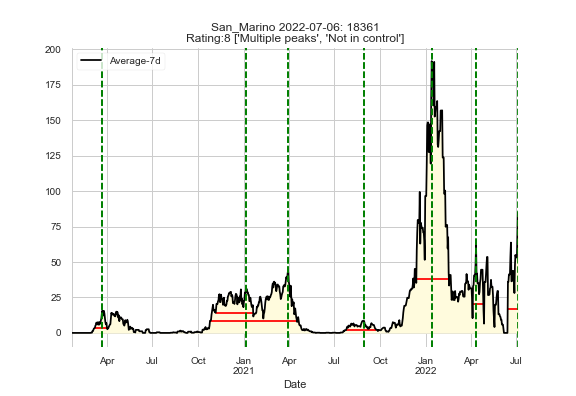 San_Marino 2022-07-06: 18361
Rating:8 ['Multiple peaks', 'Not in control']
Average-7d
200
175
150
125
100
75
50
25
0
Apr Jul Oct Jan Apr Jul Oct Jan Apr Jul
2021 2022
Date